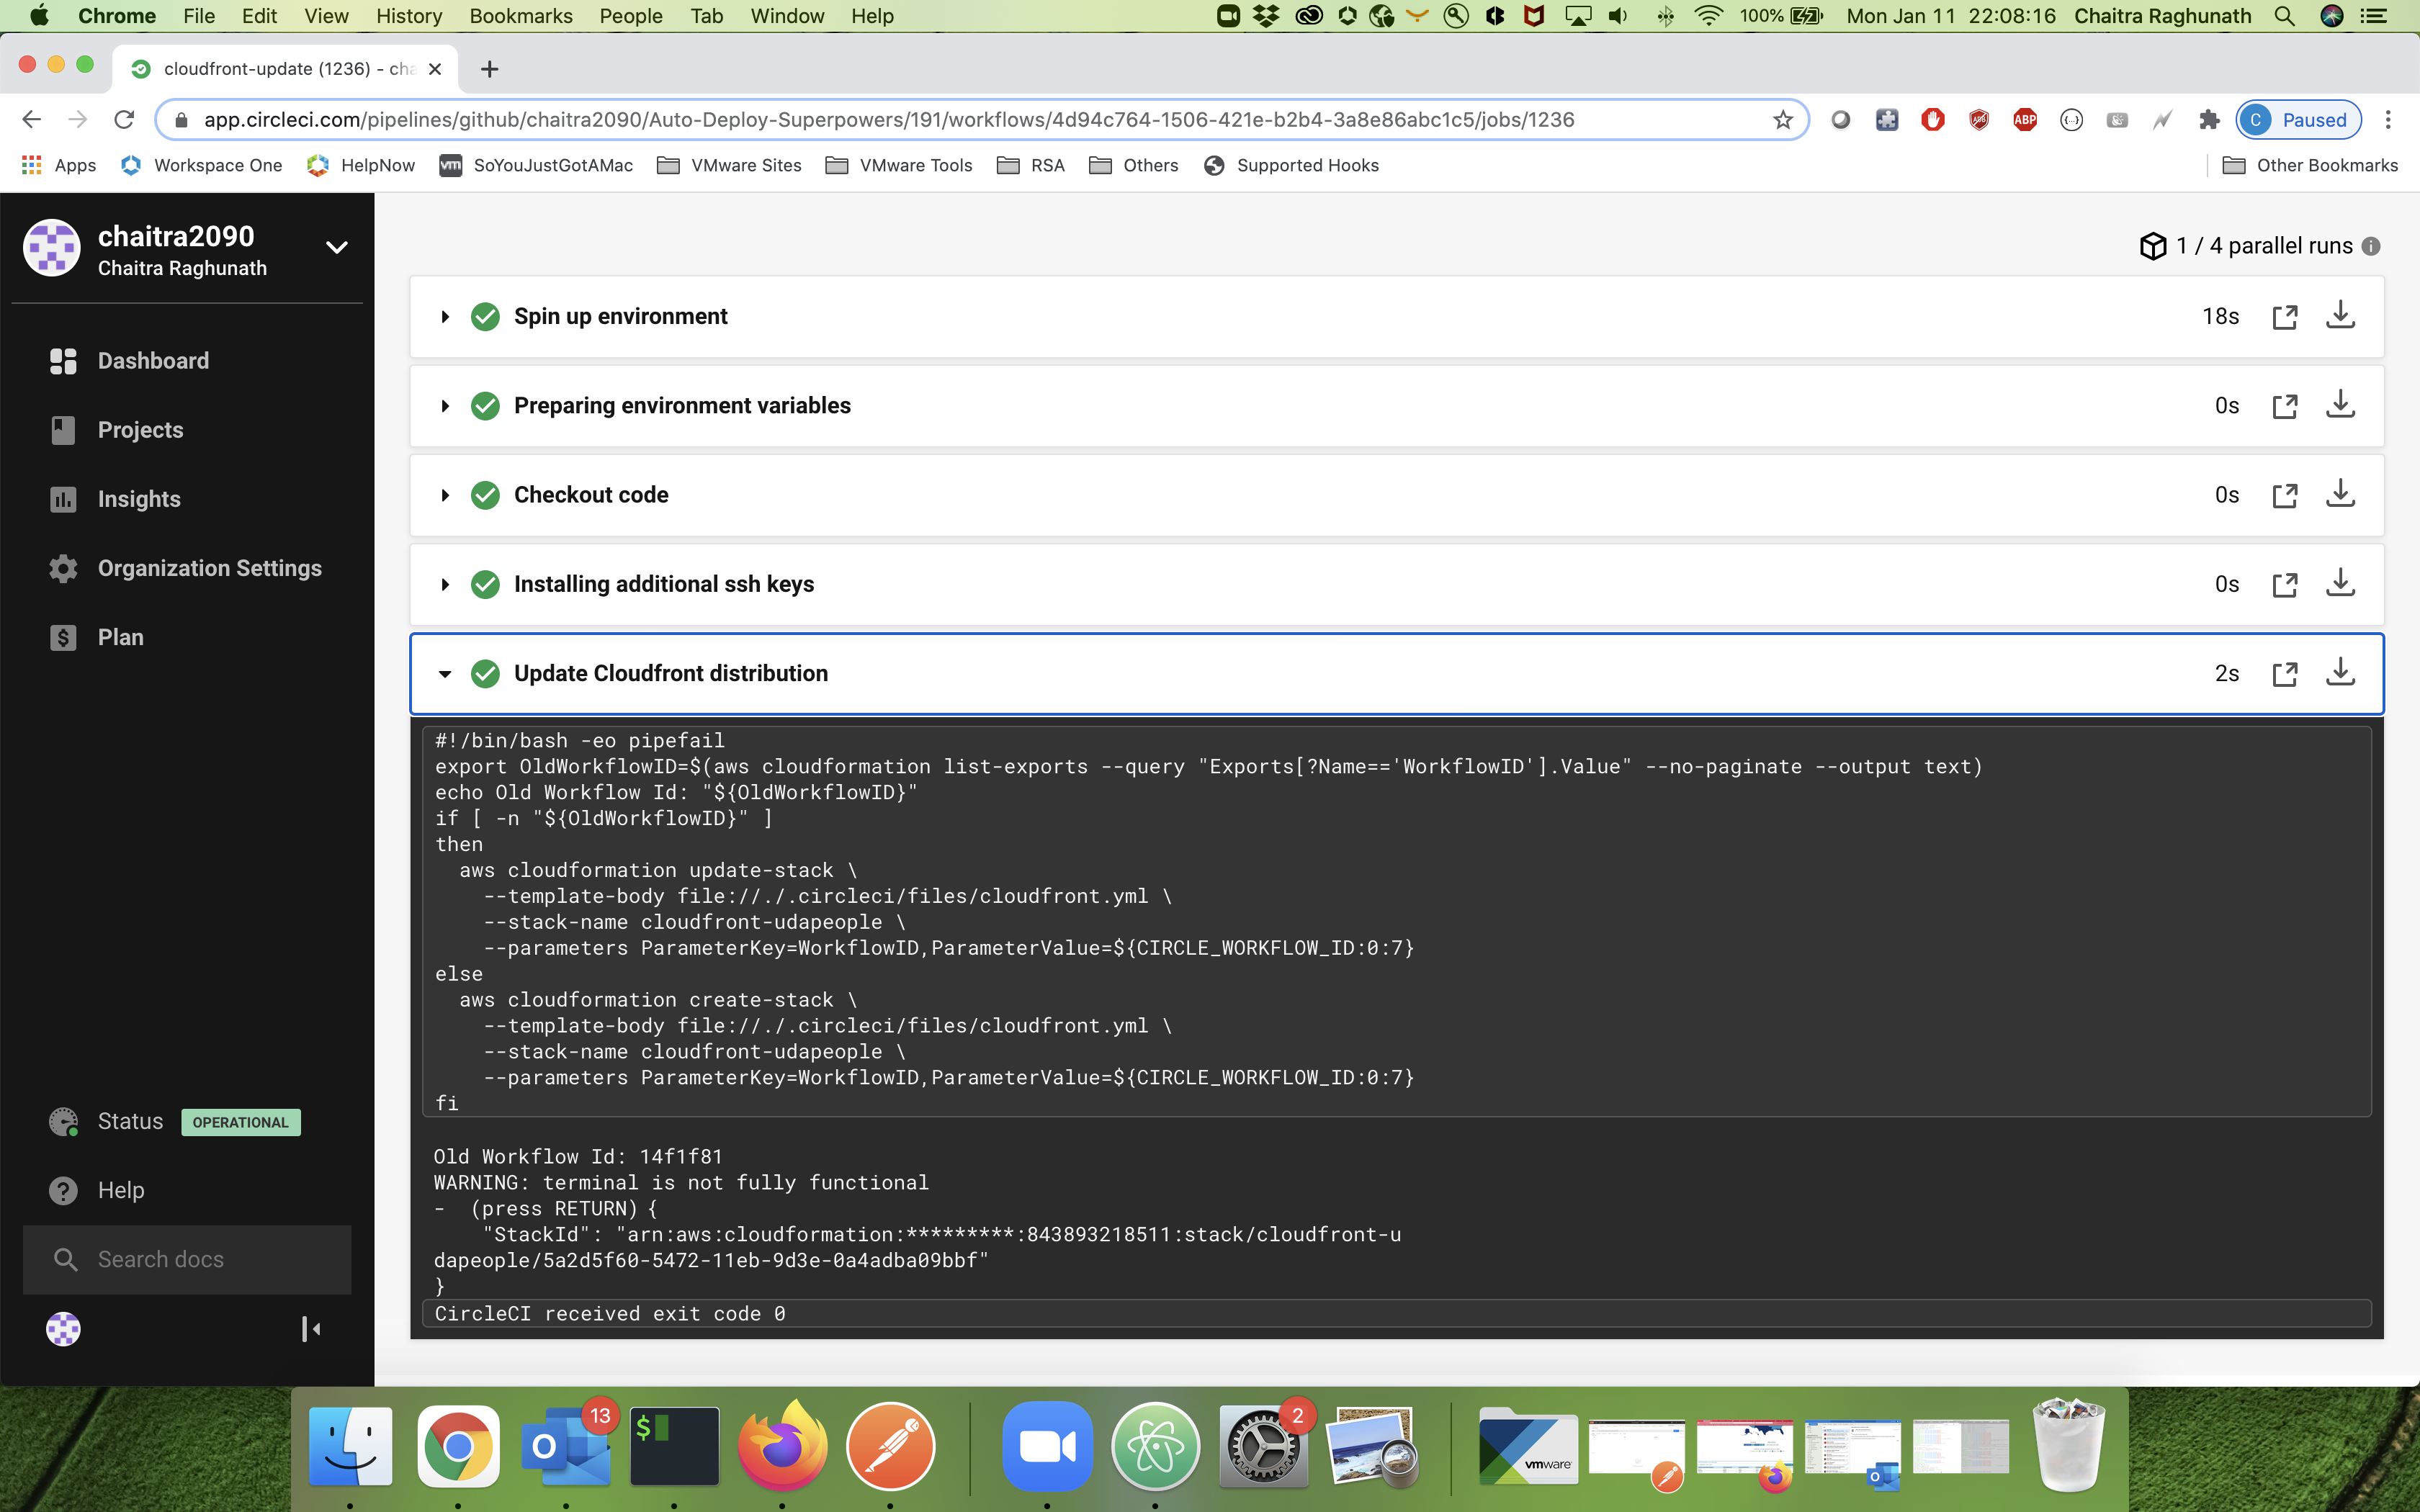 Chrome File Edit View History Bookmarks People Tab Window Help 100% Mon Jan 11 22:08:16 Chaitra Raghunath
cloudfront-update (1236) - cha
app.circleci.com/pipelines/github/chaitra2090/Auto-Deploy-Superpowers/191/workflows/4d94c764-1506-421e-b2b4-3a8e86abc1c5/jobs/1236
ABP
C Paused
Apps Workspace One HelpNow vm SoYouJustGotAMac VMware Sites VMware Tools RSA Others Supported Hooks Other Bookmarks
chaitra2090
Chaitra Raghunath
Dashboard
Projects
Insights
Organization Settings
Plan
Status OPERATIONAL
Help
Search docs
1 / 4 parallel runs
Spin up environment 18s
Preparing environment variables 0s
Checkout code 0s
Installing additional ssh keys 0s
Update Cloudfront distribution 2s
#!/bin/bash -eo pipefail
export OldWorkflowID=$(aws cloudformation list-exports --query "Exports[?Name=='WorkflowID'].Value" --no-paginate --output text)
echo Old Workflow Id: "${OldWorkflowID}"
if [ -n "${OldWorkflowID}" ]
then
  aws cloudformation update-stack \
    --template-body file://./.circleci/files/cloudfront.yml \
    --stack-name cloudfront-udapeople \
    --parameters ParameterKey=WorkflowID,ParameterValue=${CIRCLE_WORKFLOW_ID:0:7}
else
  aws cloudformation create-stack \
    --template-body file://./.circleci/files/cloudfront.yml \
    --stack-name cloudfront-udapeople \
    --parameters ParameterKey=WorkflowID,ParameterValue=${CIRCLE_WORKFLOW_ID:0:7}
fi
Old Workflow Id: 14f1f81
WARNING: terminal is not fully functional
-  (press RETURN) {
    "StackId": "arn:aws:cloudformation:*********:843893218511:stack/cloudfront-u
dapeople/5a2d5f60-5472-11eb-9d3e-0a4adba09bbf"
}
CircleCI received exit code 0
13
2
$
vmware